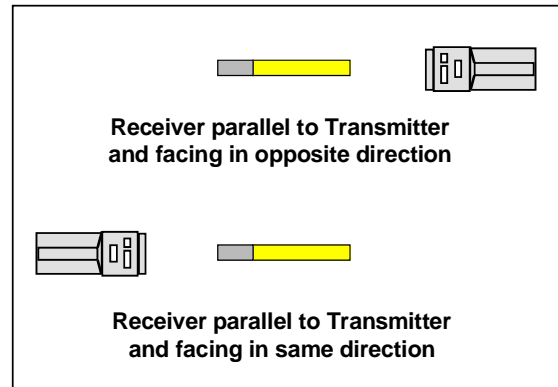 Receiver parallel to Transmitter
and facing in opposite direction
Receiver parallel to Transmitter
and facing in same direction